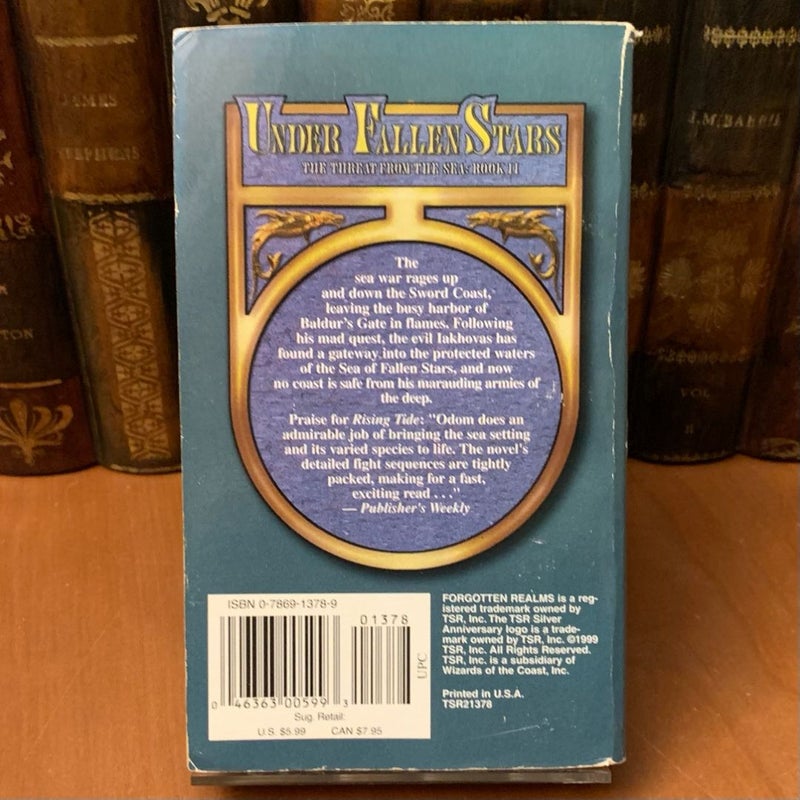 JAMES
STEPHENS
TON
J.M. BARRIE
VOL
UNDER FALLEN STARS
THE THREAT FROM THE SEA: BOOK II
The
sea war rages up
and down the Sword Coast,
leaving the busy harbor of
Baldur's Gate in flames. Following
his mad quest, the evil Iakhovas has
found a gateway into the protected waters
of the Sea of Fallen Stars, and now
no coast is safe from his marauding armies of
the deep.
Praise for Rising Tide: "Odom does an
admirable job of bringing the sea setting
and its varied species to life. The novel's
detailed fight sequences are tightly
packed, making for a fast,
exciting read . . ."
— Publisher's Weekly
ISBN 0-7869-1378-9
01378
0 46363 00599 3
UPC
Sug. Retail:
U.S. $5.99 CAN $7.95
FORGOTTEN REALMS is a reg-
istered trademark owned by
TSR, Inc. The TSR Silver
Anniversary logo is a trade-
mark owned by TSR, Inc. ©1999
TSR, Inc. All Rights Reserved.
TSR, Inc. is a subsidiary of
Wizards of the Coast, Inc.
Printed in U.S.A.
TSR21378